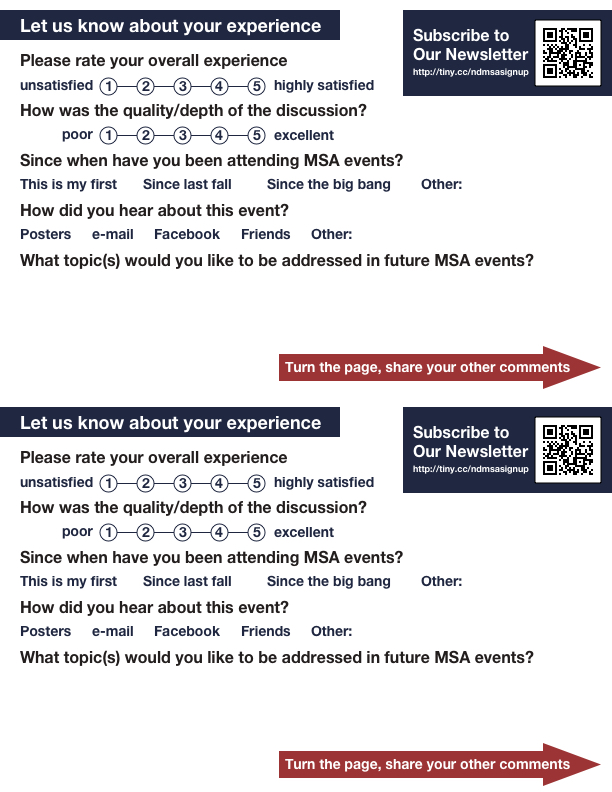 Let us know about your experience
Subscribe to
Our Newsletter
http://tiny.cc/ndmsasignup
Please rate your overall experience
unsatisfied 1 2 3 4 5 highly satisfied
How was the quality/depth of the discussion?
poor 1 2 3 4 5 excellent
Since when have you been attending MSA events?
This is my first Since last fall Since the big bang Other:
How did you hear about this event?
Posters e-mail Facebook Friends Other:
What topic(s) would you like to be addressed in future MSA events?
Turn the page, share your other comments
Let us know about your experience
Subscribe to
Our Newsletter
http://tiny.cc/ndmsasignup
Please rate your overall experience
unsatisfied 1 2 3 4 5 highly satisfied
How was the quality/depth of the discussion?
poor 1 2 3 4 5 excellent
Since when have you been attending MSA events?
This is my first Since last fall Since the big bang Other:
How did you hear about this event?
Posters e-mail Facebook Friends Other:
What topic(s) would you like to be addressed in future MSA events?
Turn the page, share your other comments